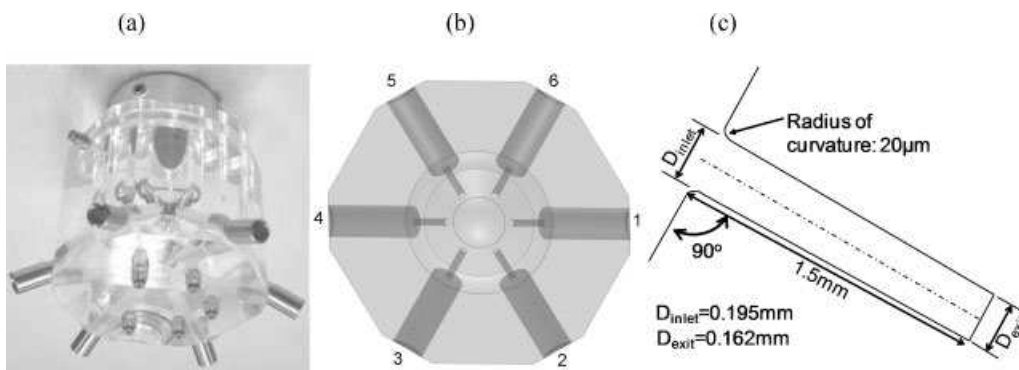 (a)
(b)
(c)
5
6
4
1
3
2
D_inlet
Radius of
curvature: 20µm
90º
1.5mm
D_inlet=0.195mm
D_exit=0.162mm